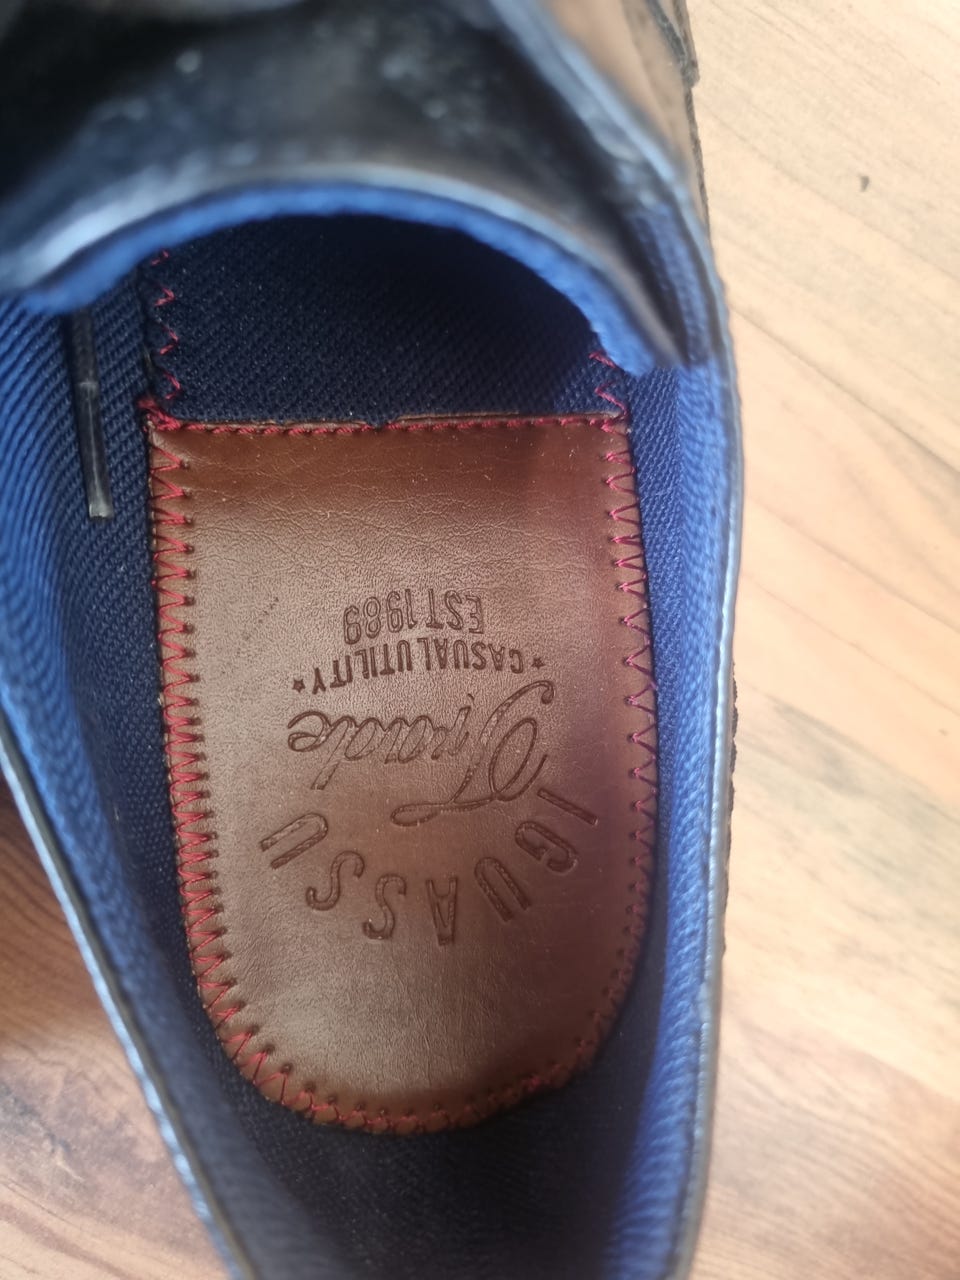 IGUASSU
Trade
★ CASUAL UTILITY ★
EST 1989